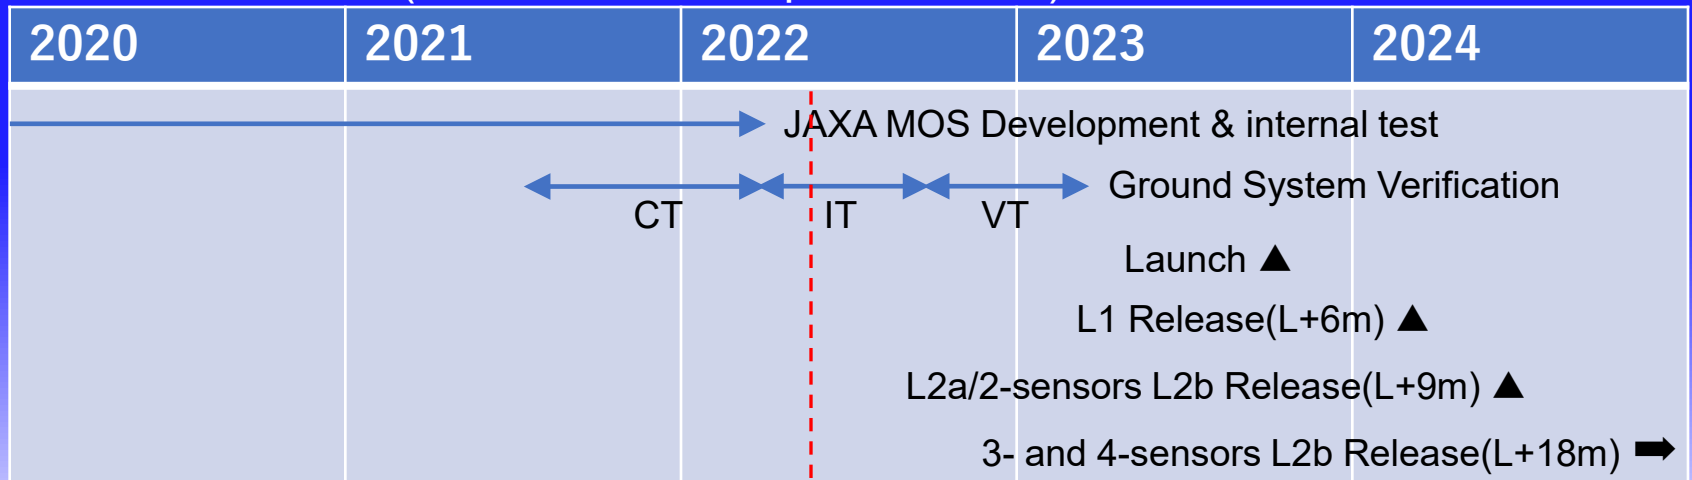 2020 2021 2022 2023 2024
JAXA MOS Development & internal test
Ground System Verification
CT IT VT
Launch ▲
L1 Release(L+6m) ▲
L2a/2-sensors L2b Release(L+9m) ▲
3- and 4-sensors L2b Release(L+18m)